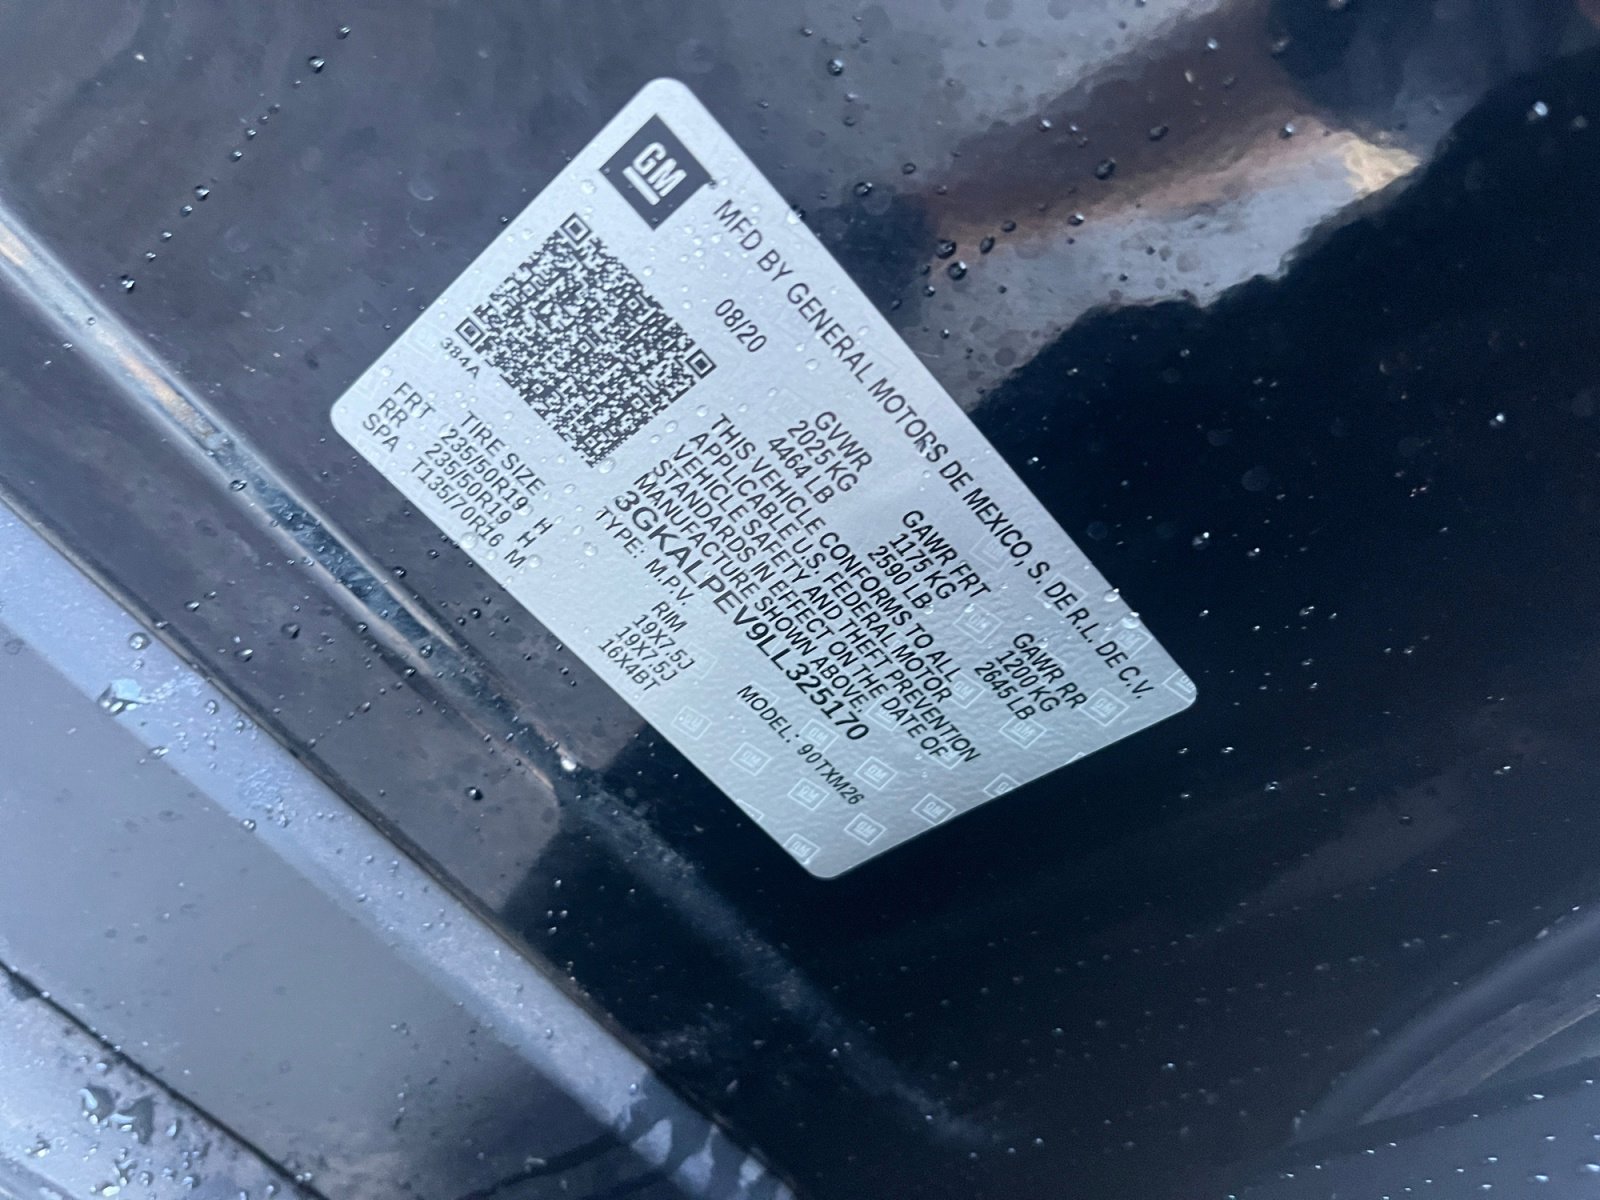 GM
MFD BY GENERAL MOTORS DE MEXICO, S. DE R.L. DE C.V.
08/20
GVWR GAWR FRT GAWR RR
2025 KG 1175 KG 1200 KG
4464 LB 2590 LB 2645 LB
THIS VEHICLE CONFORMS TO ALL
APPLICABLE U.S. FEDERAL MOTOR
VEHICLE SAFETY AND THEFT PREVENTION
STANDARDS IN EFFECT ON THE DATE OF
MANUFACTURE SHOWN ABOVE.
3GKALPEV9LL325170
TYPE: M.P.V. MODEL: 90TXM26
384A
TIRE SIZE RIM
FRT 235/50R19 H 19X7.5J
RR 235/50R19 H 19X7.5J
SPA T135/70R16 M 16X4BT